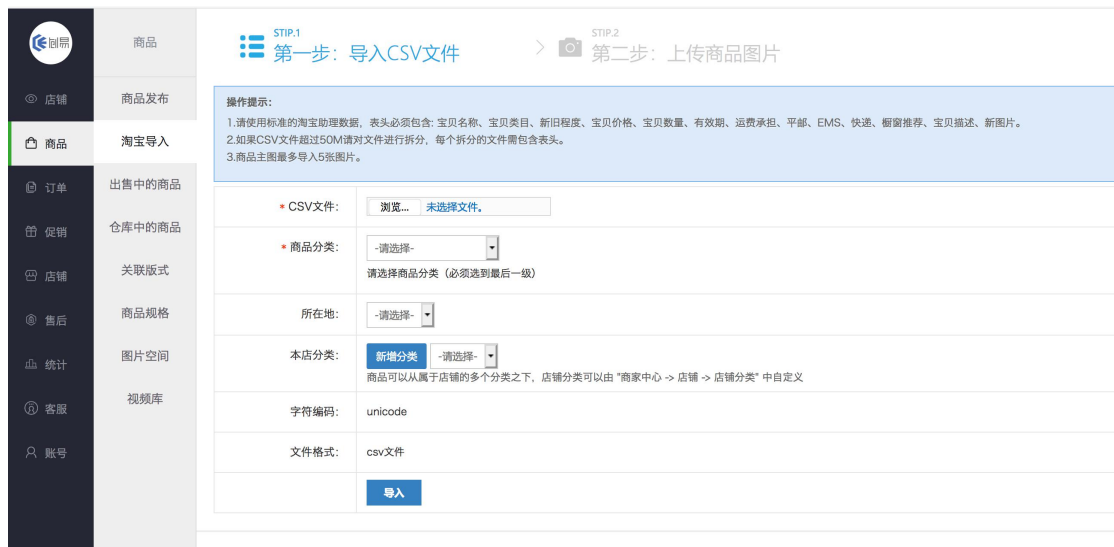 创易
店铺
商品
订单
促销
店铺
售后
统计
客服
账号
商品
商品发布
淘宝导入
出售中的商品
仓库中的商品
关联版式
商品规格
图片空间
视频库
STIP.1
第一步：导入CSV文件
STIP.2
第二步：上传商品图片
操作提示：
1.请使用标准的淘宝助理数据，表头必须包含: 宝贝名称、宝贝类目、新旧程度、宝贝价格、宝贝数量、有效期、运费承担、平邮、EMS、快递、橱窗推荐、宝贝描述、新图片。
2.如果CSV文件超过50M请对文件进行拆分，每个拆分的文件需包含表头。
3.商品主图最多导入5张图片。
* CSV文件： 浏览... 未选择文件。
* 商品分类： -请选择-
请选择商品分类（必须选到最后一级）
所在地： -请选择-
本店分类： 新增分类 -请选择-
商品可以从属于店铺的多个分类之下，店铺分类可以由 "商家中心 -> 店铺 -> 店铺分类" 中自定义
字符编码： unicode
文件格式： csv文件
导入